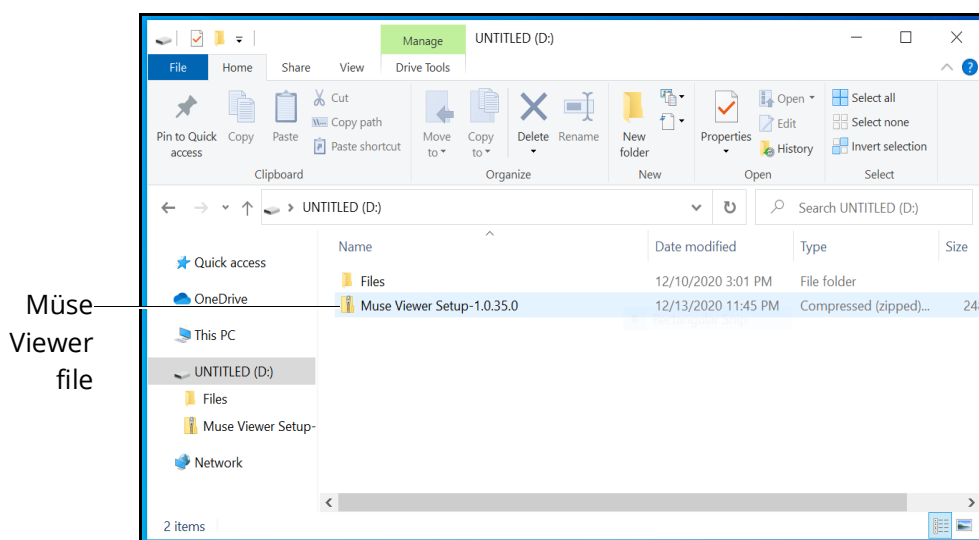 Manage
UNTITLED (D:)
File
Home
Share
View
Drive Tools
Pin to Quick
access
Copy
Paste
Cut
Copy path
Paste shortcut
Move
to
Copy
to
Delete
Rename
New
folder
Properties
Open
Edit
History
Select all
Select none
Invert selection
Clipboard
Organize
New
Open
Select
UNTITLED (D:)
Search UNTITLED (D:)
Name
Date modified
Type
Size
Quick access
OneDrive
This PC
UNTITLED (D:)
Files
Muse Viewer Setup-
Network
Files
12/10/2020 3:01 PM
File folder
Muse Viewer Setup-1.0.35.0
12/13/2020 11:45 PM
Compressed (zipped)...
24
2 items
Müse
Viewer
file